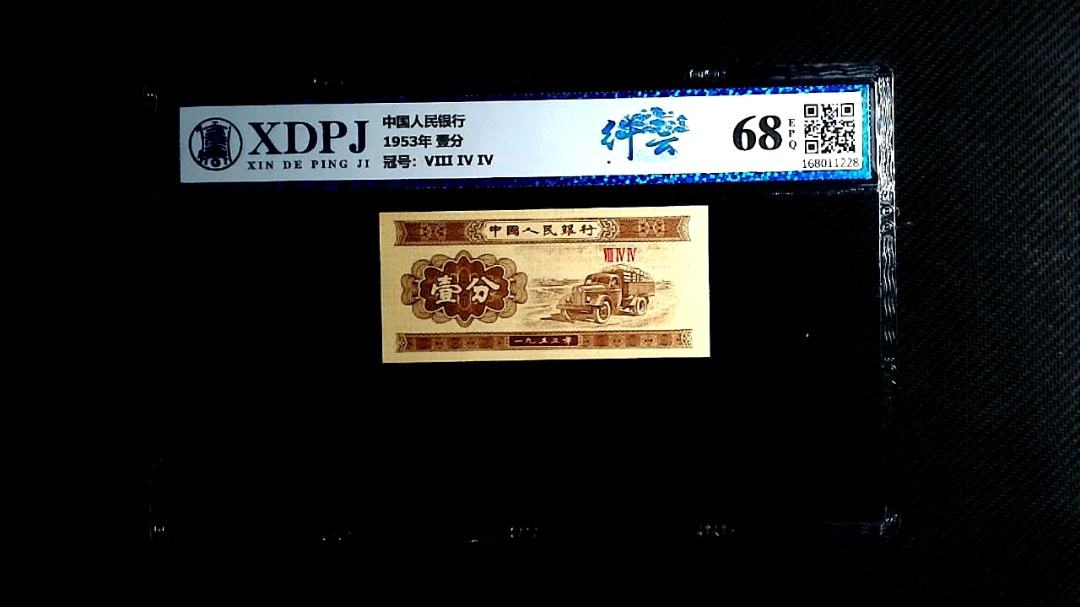 XDPJ
XIN DE PING JI
中国人民银行
1953年 壹分
冠号: VIII IV IV
祥云
68
EPQ
168011228
中國人民銀行
VIII IV IV
壹分
一九五三年